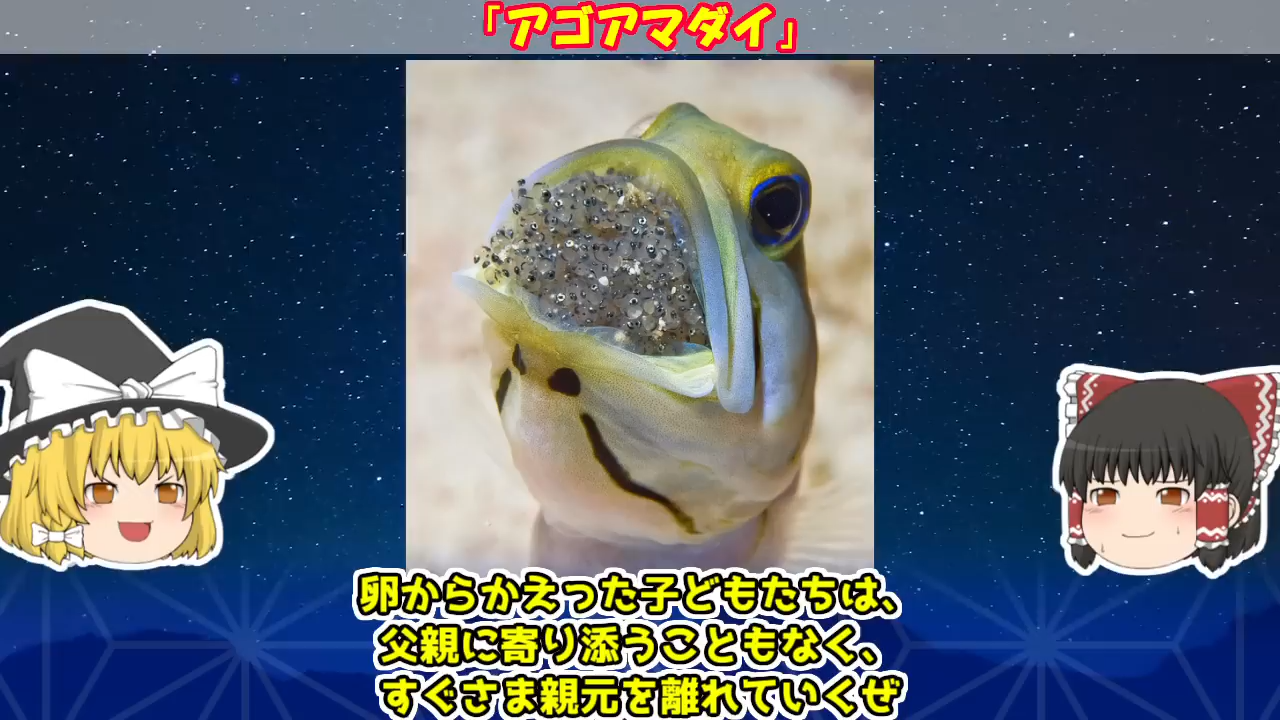 「アゴアマダイ」
卵からかえった子どもたちは、
父親に寄り添うこともなく、
すぐさま親元を離れていくぜ